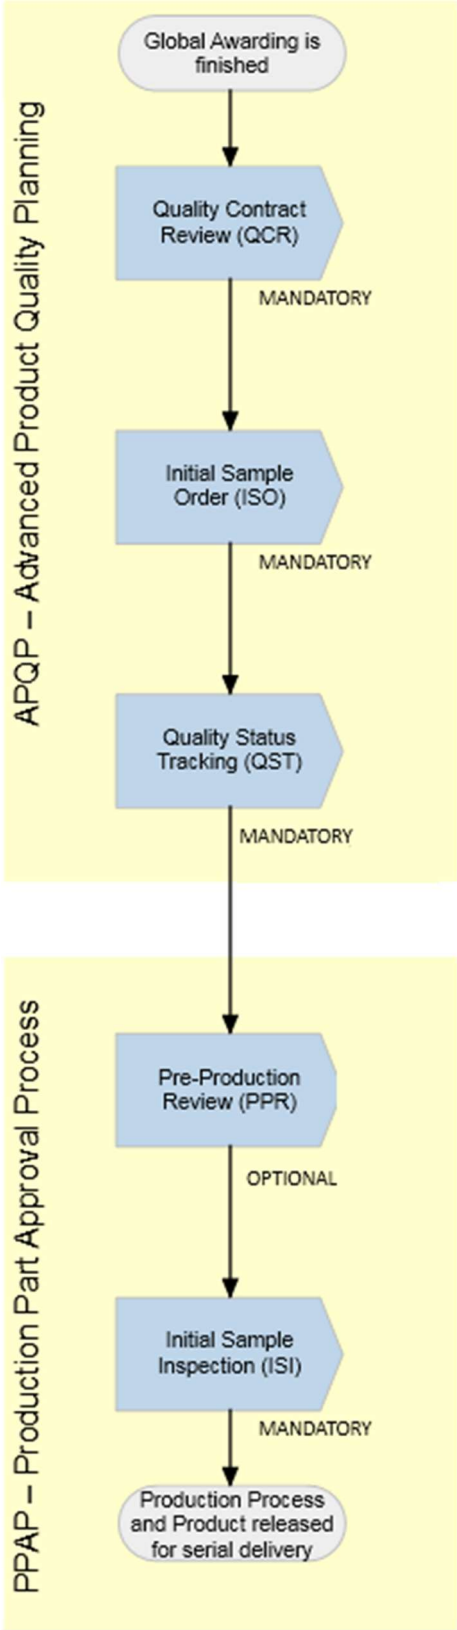 APQP – Advanced Product Quality Planning
Global Awarding is
finished
Quality Contract
Review (QCR)
MANDATORY
Initial Sample
Order (ISO)
MANDATORY
Quality Status
Tracking (QST)
MANDATORY
PPAP – Production Part Approval Process
Pre-Production
Review (PPR)
OPTIONAL
Initial Sample
Inspection (ISI)
MANDATORY
Production Process
and Product released
for serial delivery